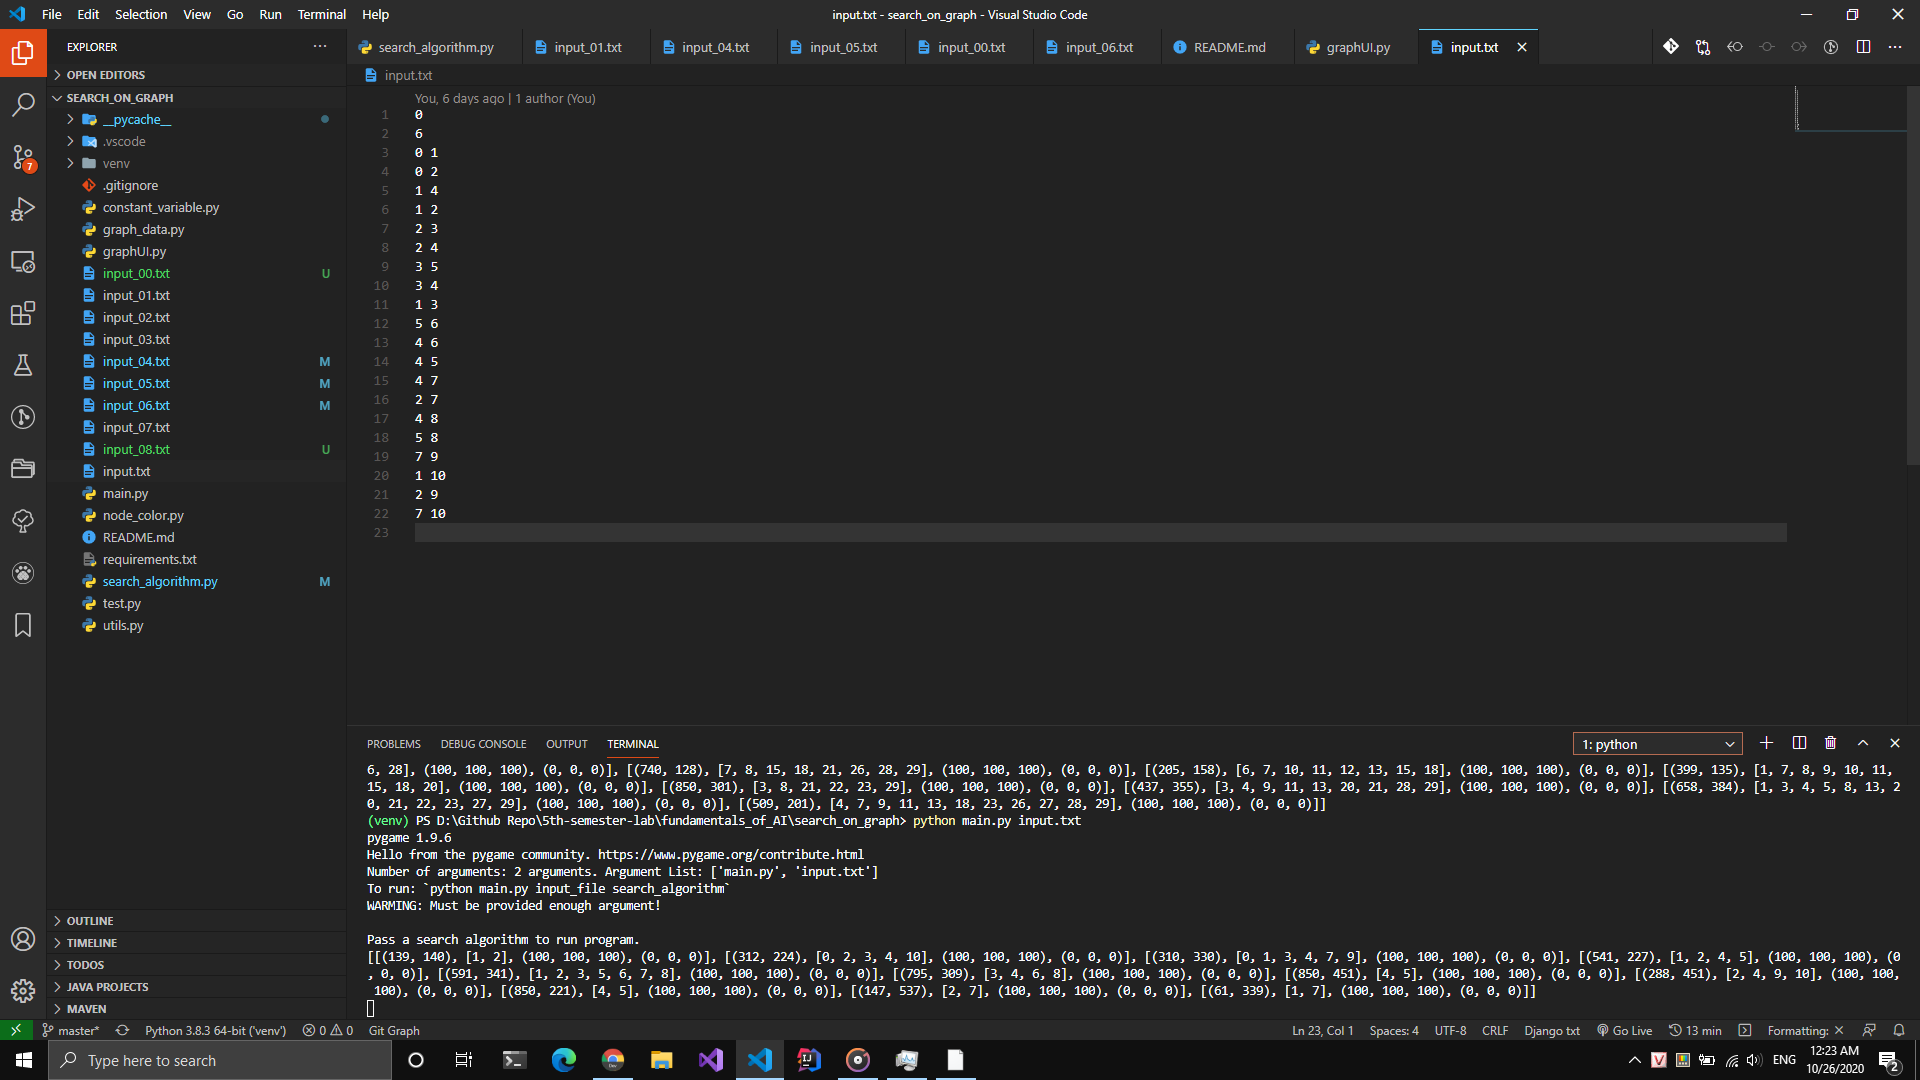 File Edit Selection View Go Run Terminal Help
input.txt - search_on_graph - Visual Studio Code
EXPLORER
OPEN EDITORS
SEARCH_ON_GRAPH
__pycache__
.vscode
venv
.gitignore
constant_variable.py
graph_data.py
graphUI.py
input_00.txt U
input_01.txt
input_02.txt
input_03.txt
input_04.txt M
input_05.txt M
input_06.txt M
input_07.txt
input_08.txt U
input.txt
main.py
node_color.py
README.md
requirements.txt
search_algorithm.py M
test.py
utils.py
OUTLINE
TIMELINE
TODOS
JAVA PROJECTS
MAVEN
7
search_algorithm.py input_01.txt input_04.txt input_05.txt input_00.txt input_06.txt README.md graphUI.py input.txt
input.txt
You, 6 days ago | 1 author (You)
1 0
2 6
3 0 1
4 0 2
5 1 4
6 1 2
7 2 3
8 2 4
9 3 5
10 3 4
11 1 3
12 5 6
13 4 6
14 4 5
15 4 7
16 2 7
17 4 8
18 5 8
19 7 9
20 1 10
21 2 9
22 7 10
23
PROBLEMS DEBUG CONSOLE OUTPUT TERMINAL
1: python
6, 28], (100, 100, 100), (0, 0, 0)], [(740, 128), [7, 8, 15, 18, 21, 26, 28, 29], (100, 100, 100), (0, 0, 0)], [(205, 158), [6, 7, 10, 11, 12, 13, 15, 18], (100, 100, 100), (0, 0, 0)], [(399, 135), [1, 7, 8, 9, 10, 11,
15, 18, 20], (100, 100, 100), (0, 0, 0)], [(850, 301), [3, 8, 21, 22, 23, 29], (100, 100, 100), (0, 0, 0)], [(437, 355), [3, 4, 9, 11, 13, 20, 21, 28, 29], (100, 100, 100), (0, 0, 0)], [(658, 384), [1, 3, 4, 5, 8, 13, 2
0, 21, 22, 23, 27, 29], (100, 100, 100), (0, 0, 0)], [(509, 201), [4, 7, 9, 11, 13, 18, 23, 26, 27, 28, 29], (100, 100, 100), (0, 0, 0)]]
(venv) PS D:\Github Repo\5th-semester-lab\fundamentals_of_AI\search_on_graph> python main.py input.txt
pygame 1.9.6
Hello from the pygame community. https://www.pygame.org/contribute.html
Number of arguments: 2 arguments. Argument List: ['main.py', 'input.txt']
To run: `python main.py input_file search_algorithm`
WARNING: Must be provided enough argument!
Pass a search algorithm to run program.
[[(139, 140), [1, 2], (100, 100, 100), (0, 0, 0)], [(312, 224), [0, 2, 3, 4, 10], (100, 100, 100), (0, 0, 0)], [(310, 330), [0, 1, 3, 4, 7, 9], (100, 100, 100), (0, 0, 0)], [(541, 227), [1, 2, 4, 5], (100, 100, 100), (0
, 0, 0)], [(591, 341), [1, 2, 3, 5, 6, 7, 8], (100, 100, 100), (0, 0, 0)], [(795, 309), [3, 4, 6, 8], (100, 100, 100), (0, 0, 0)], [(850, 451), [4, 5], (100, 100, 100), (0, 0, 0)], [(288, 451), [2, 4, 9, 10], (100, 100,
100), (0, 0, 0)], [(850, 221), [4, 5], (100, 100, 100), (0, 0, 0)], [(147, 537), [2, 7], (100, 100, 100), (0, 0, 0)], [(61, 339), [1, 7], (100, 100, 100), (0, 0, 0)]]
master* Python 3.8.3 64-bit ('venv') 0 0 Git Graph
Ln 23, Col 1 Spaces: 4 UTF-8 CRLF Django txt Go Live 13 min Formatting: ✕
Type here to search
ENG
12:23 AM
10/26/2020
2